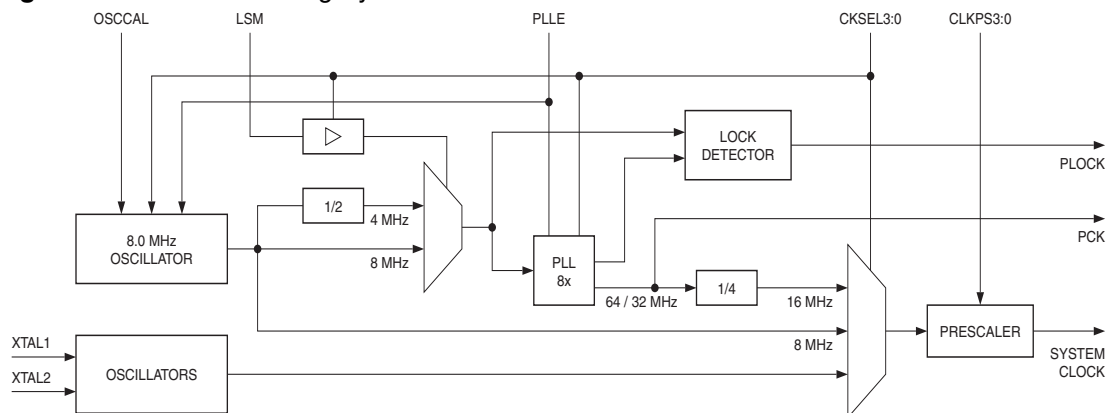 OSCCAL
LSM
PLLE
CKSEL3:0
CLKPS3:0
LOCK
DETECTOR
PLOCK
1/2
4 MHz
8.0 MHz
OSCILLATOR
8 MHz
PLL
8x
PCK
64 / 32 MHz
1/4
16 MHz
8 MHz
PRESCALER
SYSTEM
CLOCK
XTAL1
XTAL2
OSCILLATORS